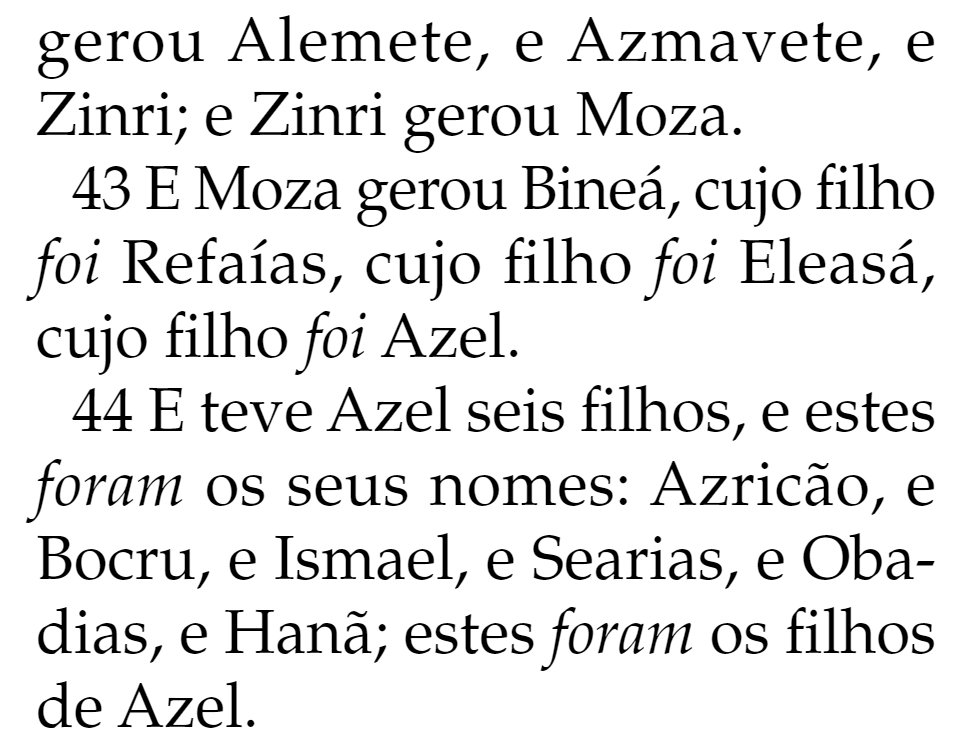 gerou Alemete, e Azmavete, e
Zinri; e Zinri gerou Moza.
43 E Moza gerou Bineá, cujo filho
foi Refaías, cujo filho foi Eleasá,
cujo filho foi Azel.
44 E teve Azel seis filhos, e estes
foram os seus nomes: Azricão, e
Bocru, e Ismael, e Searias, e Oba-
dias, e Hanã; estes foram os filhos
de Azel.